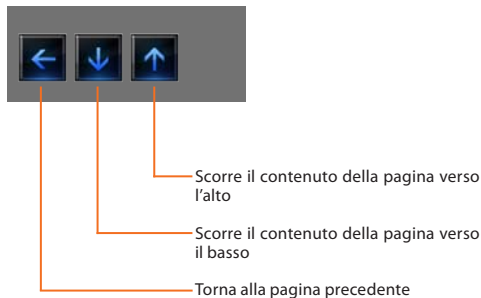 Scorre il contenuto della pagina verso
l’alto
Scorre il contenuto della pagina verso
il basso
Torna alla pagina precedente